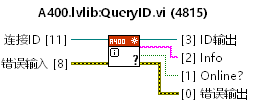 A400.lvlib:QueryID.vi (4815)
连接ID [11]
错误输入 [8]
A400
i
?
[3] ID输出
[2] Info
[1] Online?
[0] 错误输出